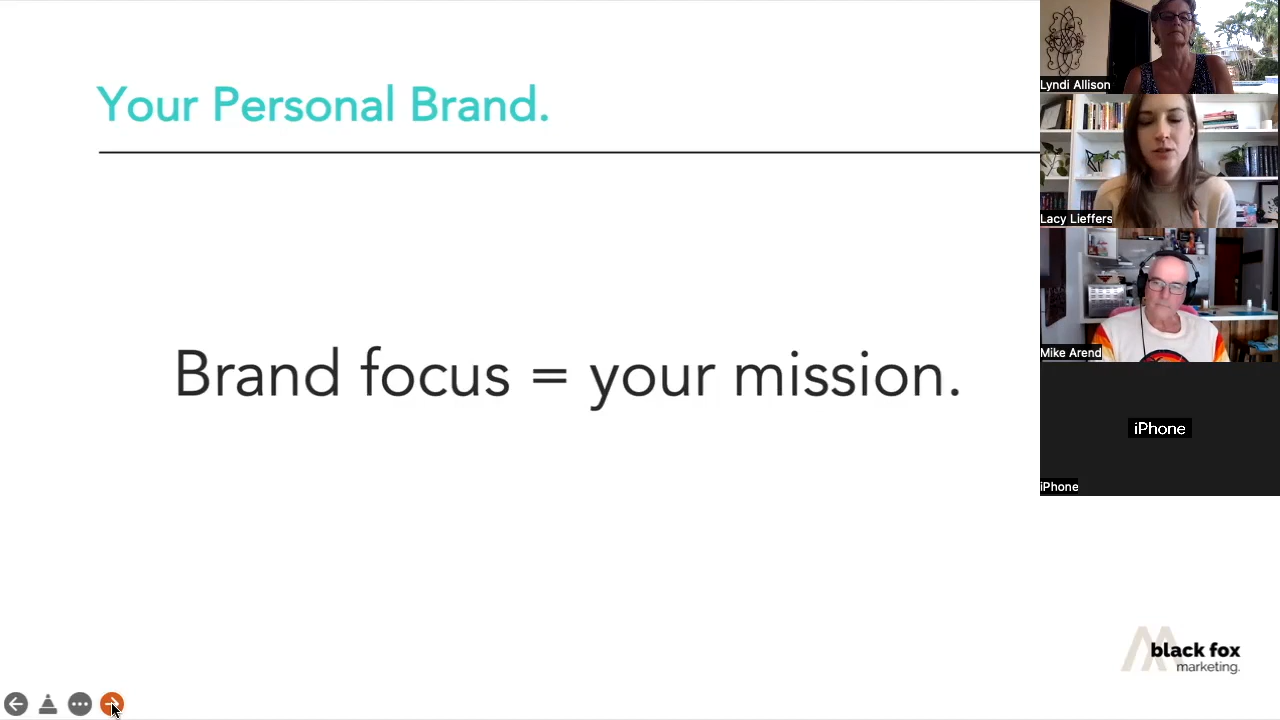 Your Personal Brand.
Brand focus = your mission.
Lyndi Allison
Lacy Lieffers
Mike Arend
iPhone
iPhone
black fox
marketing.